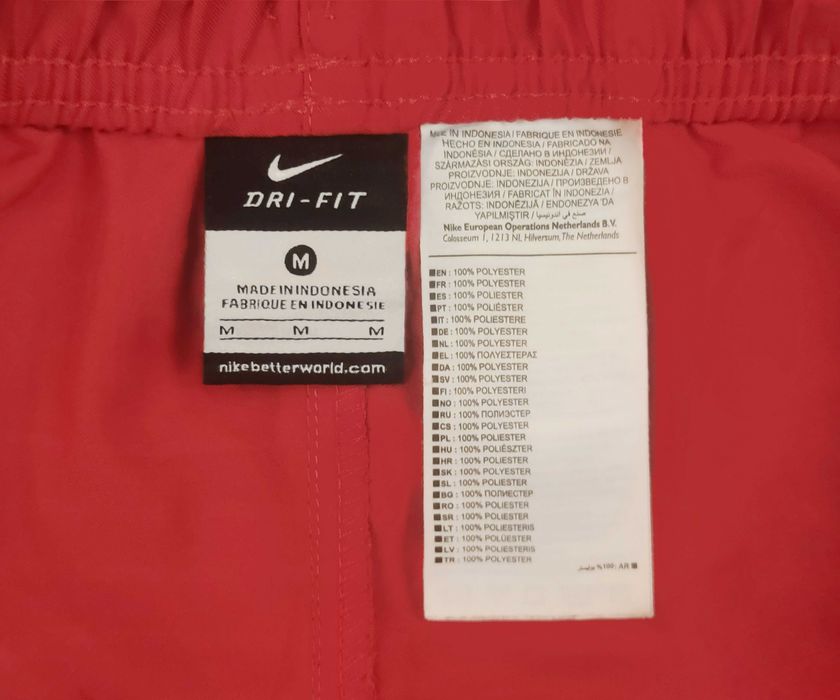 DRI-FIT
M
MADE IN INDONESIA
FABRIQUE EN INDONESIE
M M M
nikebetterworld.com
MADE IN INDONESIA / FABRIQUE EN INDONESIE
HECHO EN INDONESIA / FABRICADO NA
INDONÉSIA / СДЕЛАНО В ИНДОНЕЗИИ /
SZÁRMAZÁSI ORSZÁG: INDONÉZIA / ZEMLJA
PROIZVODNJE: INDONEZIJA / DRŽAVA
PROIZVODNJE: INDONEZIJA / ПРОИЗВЕДЕНО В
ИНДОНЕЗИЯ / FABRICAT ÎN INDONEZIA /
RAŽOTS: INDONĒZIJĀ / ENDONEZYA'DA
YAPILMIŞTIR / صنع في اندونيسيا
Nike European Operations Netherlands B.V.
Colosseum 1, 1213 NL Hilversum, The Netherlands
EN : 100% POLYESTER
FR : 100% POLYESTER
ES : 100% POLIESTER
PT : 100% POLIÉSTER
IT : 100% POLIESTERE
DE : 100% POLYESTER
NL : 100% POLYESTER
EL : 100% ΠΟΛΥΕΣΤΕΡΑΣ
DA : 100% POLYESTER
SV : 100% POLYESTER
FI : 100% POLYESTERI
NO : 100% POLYESTER
RU : 100% ПОЛИЭСТЕР
CS : 100% POLYESTER
PL : 100% POLIESTER
HU : 100% POLIÉSZTER
HR : 100% POLIESTER
SK : 100% POLYESTER
SL : 100% POLIESTER
BG : 100% ПОЛИЕСТЕР
RO : 100% POLIESTER
SR : 100% POLIESTER
LT : 100% POLIESTERIS
ET : 100% POLÜESTER
LV : 100% POLIESTERIS
TR : 100% POLYESTER
AR : 100% بوليستر